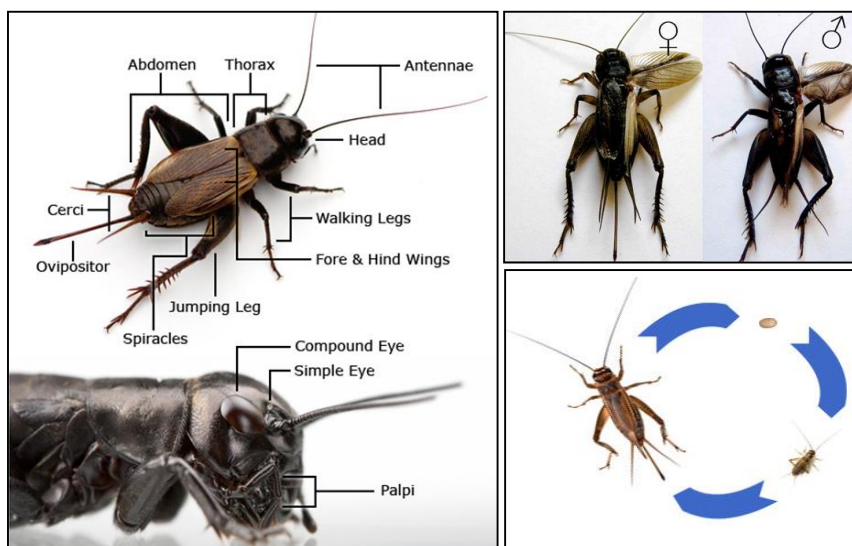 Abdomen
Thorax
Antennae
Head
Cerci
Walking Legs
Ovipositor
Fore & Hind Wings
Jumping Leg
Spiracles
Compound Eye
Simple Eye
Palpi
♀
♂